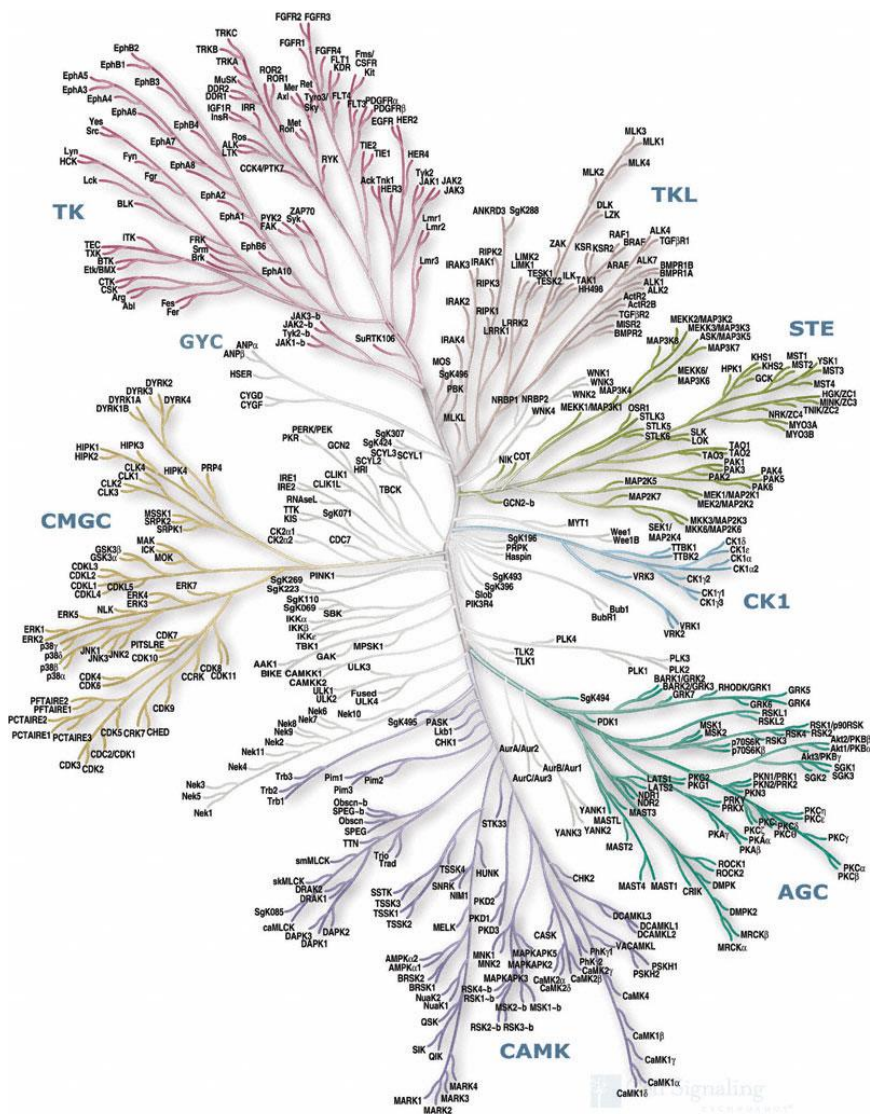 FGFR2 FGFR3
TRKC
FGFR1 FGFR4
TRKB
FLT1
Fms/
CSFR
TRKA
KDR
Kit
EphB2
EphB1
ROR2
MuSK
ROR1
Ret
Mer
EphA5
DDR2
Axl
Tyro3/
Sky
FLT4
PDGFRα
EphA3
EphB3
DDR1
FLT3
PDGFRβ
EphA4
IGF1R
IRR
EGFR
HER2
InsR
EphA6
Met
Yes
EphB4
Ron
Src
Ros
TIE2
MLK3
EphA7
ALK
TIE1
MLK1
LTK
RYK
HER4
Lyn
Fyn
CCK4/PTK7
Tyk2
MLK4
HCK
EphA8
JAK1
JAK2
MLK2
Fgr
Ack
Tnk1
JAK3
Lck
HER3
ANKRD3
SgK288
TKL
EphA2
DLK
BLK
ZAP70
Lmr1
LZK
TK
EphA1
PYK2
Syk
Lmr2
FAK
RAF1
ALK4
ITK
FRK
ZAK
KSR
BRAF
TGFβR1
TEC
Srm
EphB6
RIPK2
LIMK2
KSR2
TXK
Brk
IRAK3
IRAK1
LIMK1
BTK
EphA10
Lmr3
TESK1
ILK
ARAF
ALK7
BMPR1B
Etk/BMX
RIPK3
TESK2
TAK1
BMPR1A
CTK
HH498
ALK1
CSK
IRAK2
ALK2
Arg
Fes
ActR2
Abl
Fer
RIPK1
LRRK2
ActR2B
JAK3~b
LRRK1
TGFβR2
MEKK2/MAP3K2
JAK2~b
MISR2
MEKK3/MAP3K3
STE
GYC
ANPα
Tyk2~b
SuRTK106
IRAK4
BMPR2
ASK/MAP3K5
ANPβ
JAK1~b
MAP3K8
MAP3K7
MOS
KHS1
MST1
HSER
SgK496
WNK1
MEKK6/
MAP3K6
HPK1
KHS2
MST2
YSK1
PBK
WNK3
GCK
MST3
DYRK2
NRBP1
WNK2
MAP3K4
MST4
DYRK3
CYGD
NRBP2
HGK/ZC1
DYRK1A
DYRK4
CYGF
WNK4
MEKK1/MAP3K1
OSR1
MINK/ZC3
DYRK1B
MLKL
STLK3
NRK/ZC4
TNIK/ZC2
PERK/PEK
SgK307
STLK5
SLK
MYO3A
PKR
SgK424
STLK6
LOK
MYO3B
HIPK1
HIPK3
GCN2
SCYL3
SCYL1
TAO1
HIPK2
SCYL2
NIK
COT
TAO3
TAO2
CLK4
HIPK4
PRP4
HRI
PAK1
CLK1
IRE1
CLIK1
PAK3
PAK4
CLK2
IRE2
CLIK1L
TBCK
MAP2K5
PAK2
PAK5
CLK3
RNAseL
PAK6
MSSK1
TTK
SgK071
GCN2~b
MAP2K7
MEK1/MAP2K1
CMGC
SRPK2
KIS
MEK2/MAP2K2
SRPK1
CK2α1
MYT1
MKK3/MAP2K3
MAK
CK2α2
CDC7
SgK196
Wee1
SEK1/
MAP2K4
MKK6/MAP2K6
GSK3β
ICK
PRPK
Wee1B
CK1δ
GSK3α
MOK
Haspin
TTBK1
CK1ε
CDKL3
SgK269
PINK1
TTBK2
CK1α
CDKL2
CDKL5
ERK7
SgK223
SgK493
VRK3
CK1α2
CDKL1
SgK396
CK1γ2
CDKL4
ERK4
SgK110
Slob
ERK3
SgK069
SBK
PIK3R4
Bub1
CK1γ1
CK1
ERK5
NLK
IKKα
BubR1
CK1γ3
ERK1
IKKβ
VRK1
ERK2
CDK7
IKKε
VRK2
p38γ
PITSLRE
TBK1
MPSK1
PLK4
p38δ
JNK1
JNK2
CDK10
GAK
TLK2
PLK3
JNK3
CDK8
AAK1
ULK3
TLK1
PLK1
PLK2
p38β
CCRK
CDK11
BIKE
CAMKK1
BARK1/GRK2
p38α
CDK4
CAMKK2
BARK2/GRK3
RHODK/GRK1
GRK5
CDK6
ULK1
Fused
SgK494
GRK7
GRK6
GRK4
PFTAIRE2
CDK9
ULK2
ULK4
RSKL1
PFTAIRE1
Nek6
Nek10
SgK495
PASK
PDK1
RSKL2
RSK1/p90RSK
PCTAIRE2
Nek8
Nek7
Lkb1
MSK1
RSK4
RSK2
PCTAIRE1
PCTAIRE3
CDK5
CRK7
CHED
Nek9
CHK1
MSK2
RSK3
Akt2/PKBβ
Nek2
AurA/Aur2
p70S6K
Akt1/PKBα
CDC2/CDK1
Nek11
p70S6Kβ
Akt3/PKBγ
CDK3
CDK2
Nek4
AurB/Aur1
LATS1
PKG2
PKN1/PRK1
SGK1
Trb3
Pim1
Pim2
AurC/Aur3
LATS2
PKG1
PKN2/PRK2
SGK2
SGK3
Nek3
Trb2
Pim3
NDR1
PKN3
Nek5
Trb1
YANK1
NDR2
PRKY
Obscn~b
MASTL
MAST3
PRKX
PKCη
Nek1
SPEG~b
STK33
PKCζ
PKCδ
PKCε
Obscn
YANK3
YANK2
PKAγ
PKCι
PKCθ
PKCγ
SPEG
MAST2
PKAα
TTN
PKAβ
smMLCK
Trio
TSSK4
HUNK
CHK2
ROCK1
PKCα
Trad
ROCK2
PKCβ
skMLCK
SNRK
MAST4
MAST1
CRIK
DMPK
AGC
DRAK2
SSTK
NIM1
PKD2
DRAK1
TSSK3
DCAMKL3
DMPK2
SgK085
TSSK1
PKD1
DCAMKL1
caMLCK
DAPK2
TSSK2
MELK
PKD3
CASK
DCAMKL2
MRCKβ
DAPK3
PhKγ1
VACAMKL
MRCKα
DAPK1
MNK1
MAPKAPK5
PhKγ2
PSKH1
AMPKα2
MNK2
MAPKAPK2
CaMK2γ
PSKH2
AMPKα1
MAPKAPK3
CaMK2α
CaMK2β
BRSK2
CaMK2δ
BRSK1
RSK4~b
CaMK4
NuaK2
RSK1~b
NuaK1
MSK2~b
MSK1~b
QSK
RSK2~b
RSK3~b
CaMK1β
SIK
QIK
CAMK
CaMK1γ
MARK4
CaMK1α
MARK1
MARK3
CaMK1δ
MARK2
Signaling